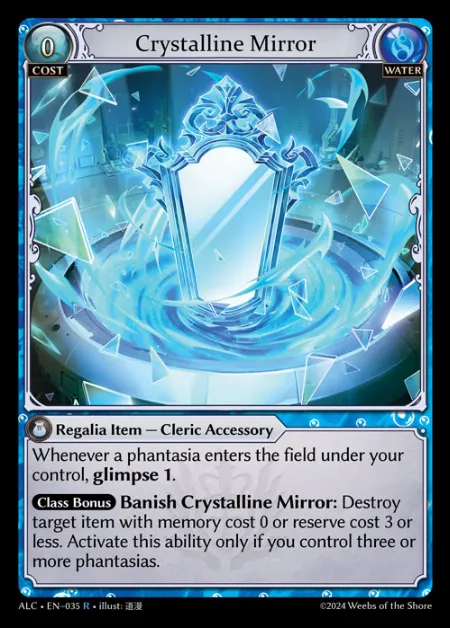 0
Crystalline Mirror
COST
WATER
Regalia Item — Cleric Accessory
Whenever a phantasia enters the field under your
control, glimpse 1.
Class Bonus Banish Crystalline Mirror: Destroy
target item with memory cost 0 or reserve cost 3 or
less. Activate this ability only if you control three or
more phantasias.
ALC • EN-035 R • illust: 道漫
©2024 Weebs of the Shore